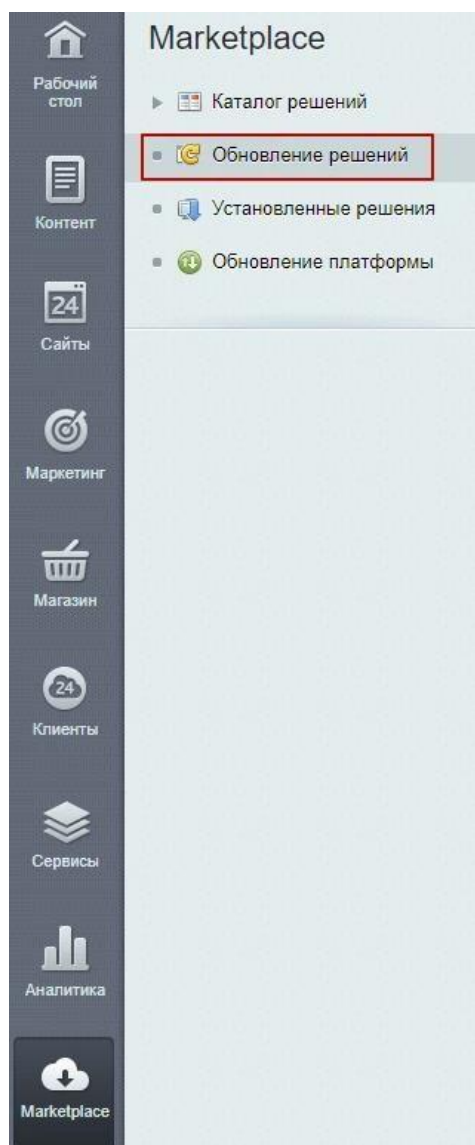 Marketplace
Рабочий
стол
Каталог решений
Обновление решений
Контент
Установленные решения
Обновление платформы
24
Сайты
Маркетинг
Магазин
24
Клиенты
Сервисы
Аналитика
Marketplace